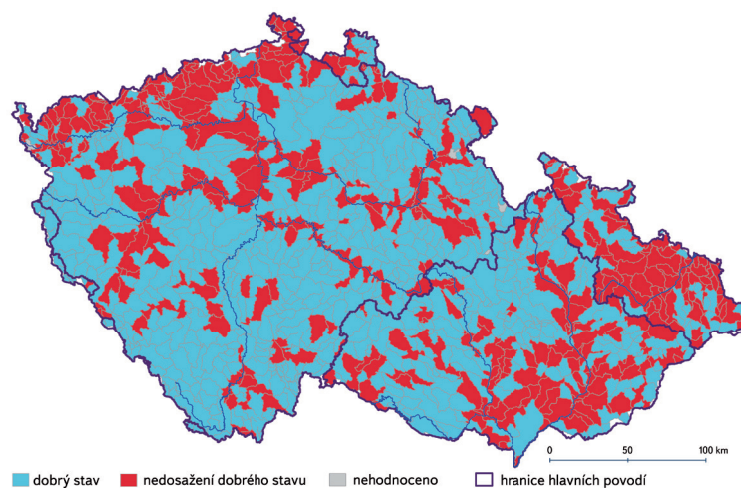 0 50 100 km
dobrý stav nedosažení dobrého stavu nehodnoceno hranice hlavních povodí